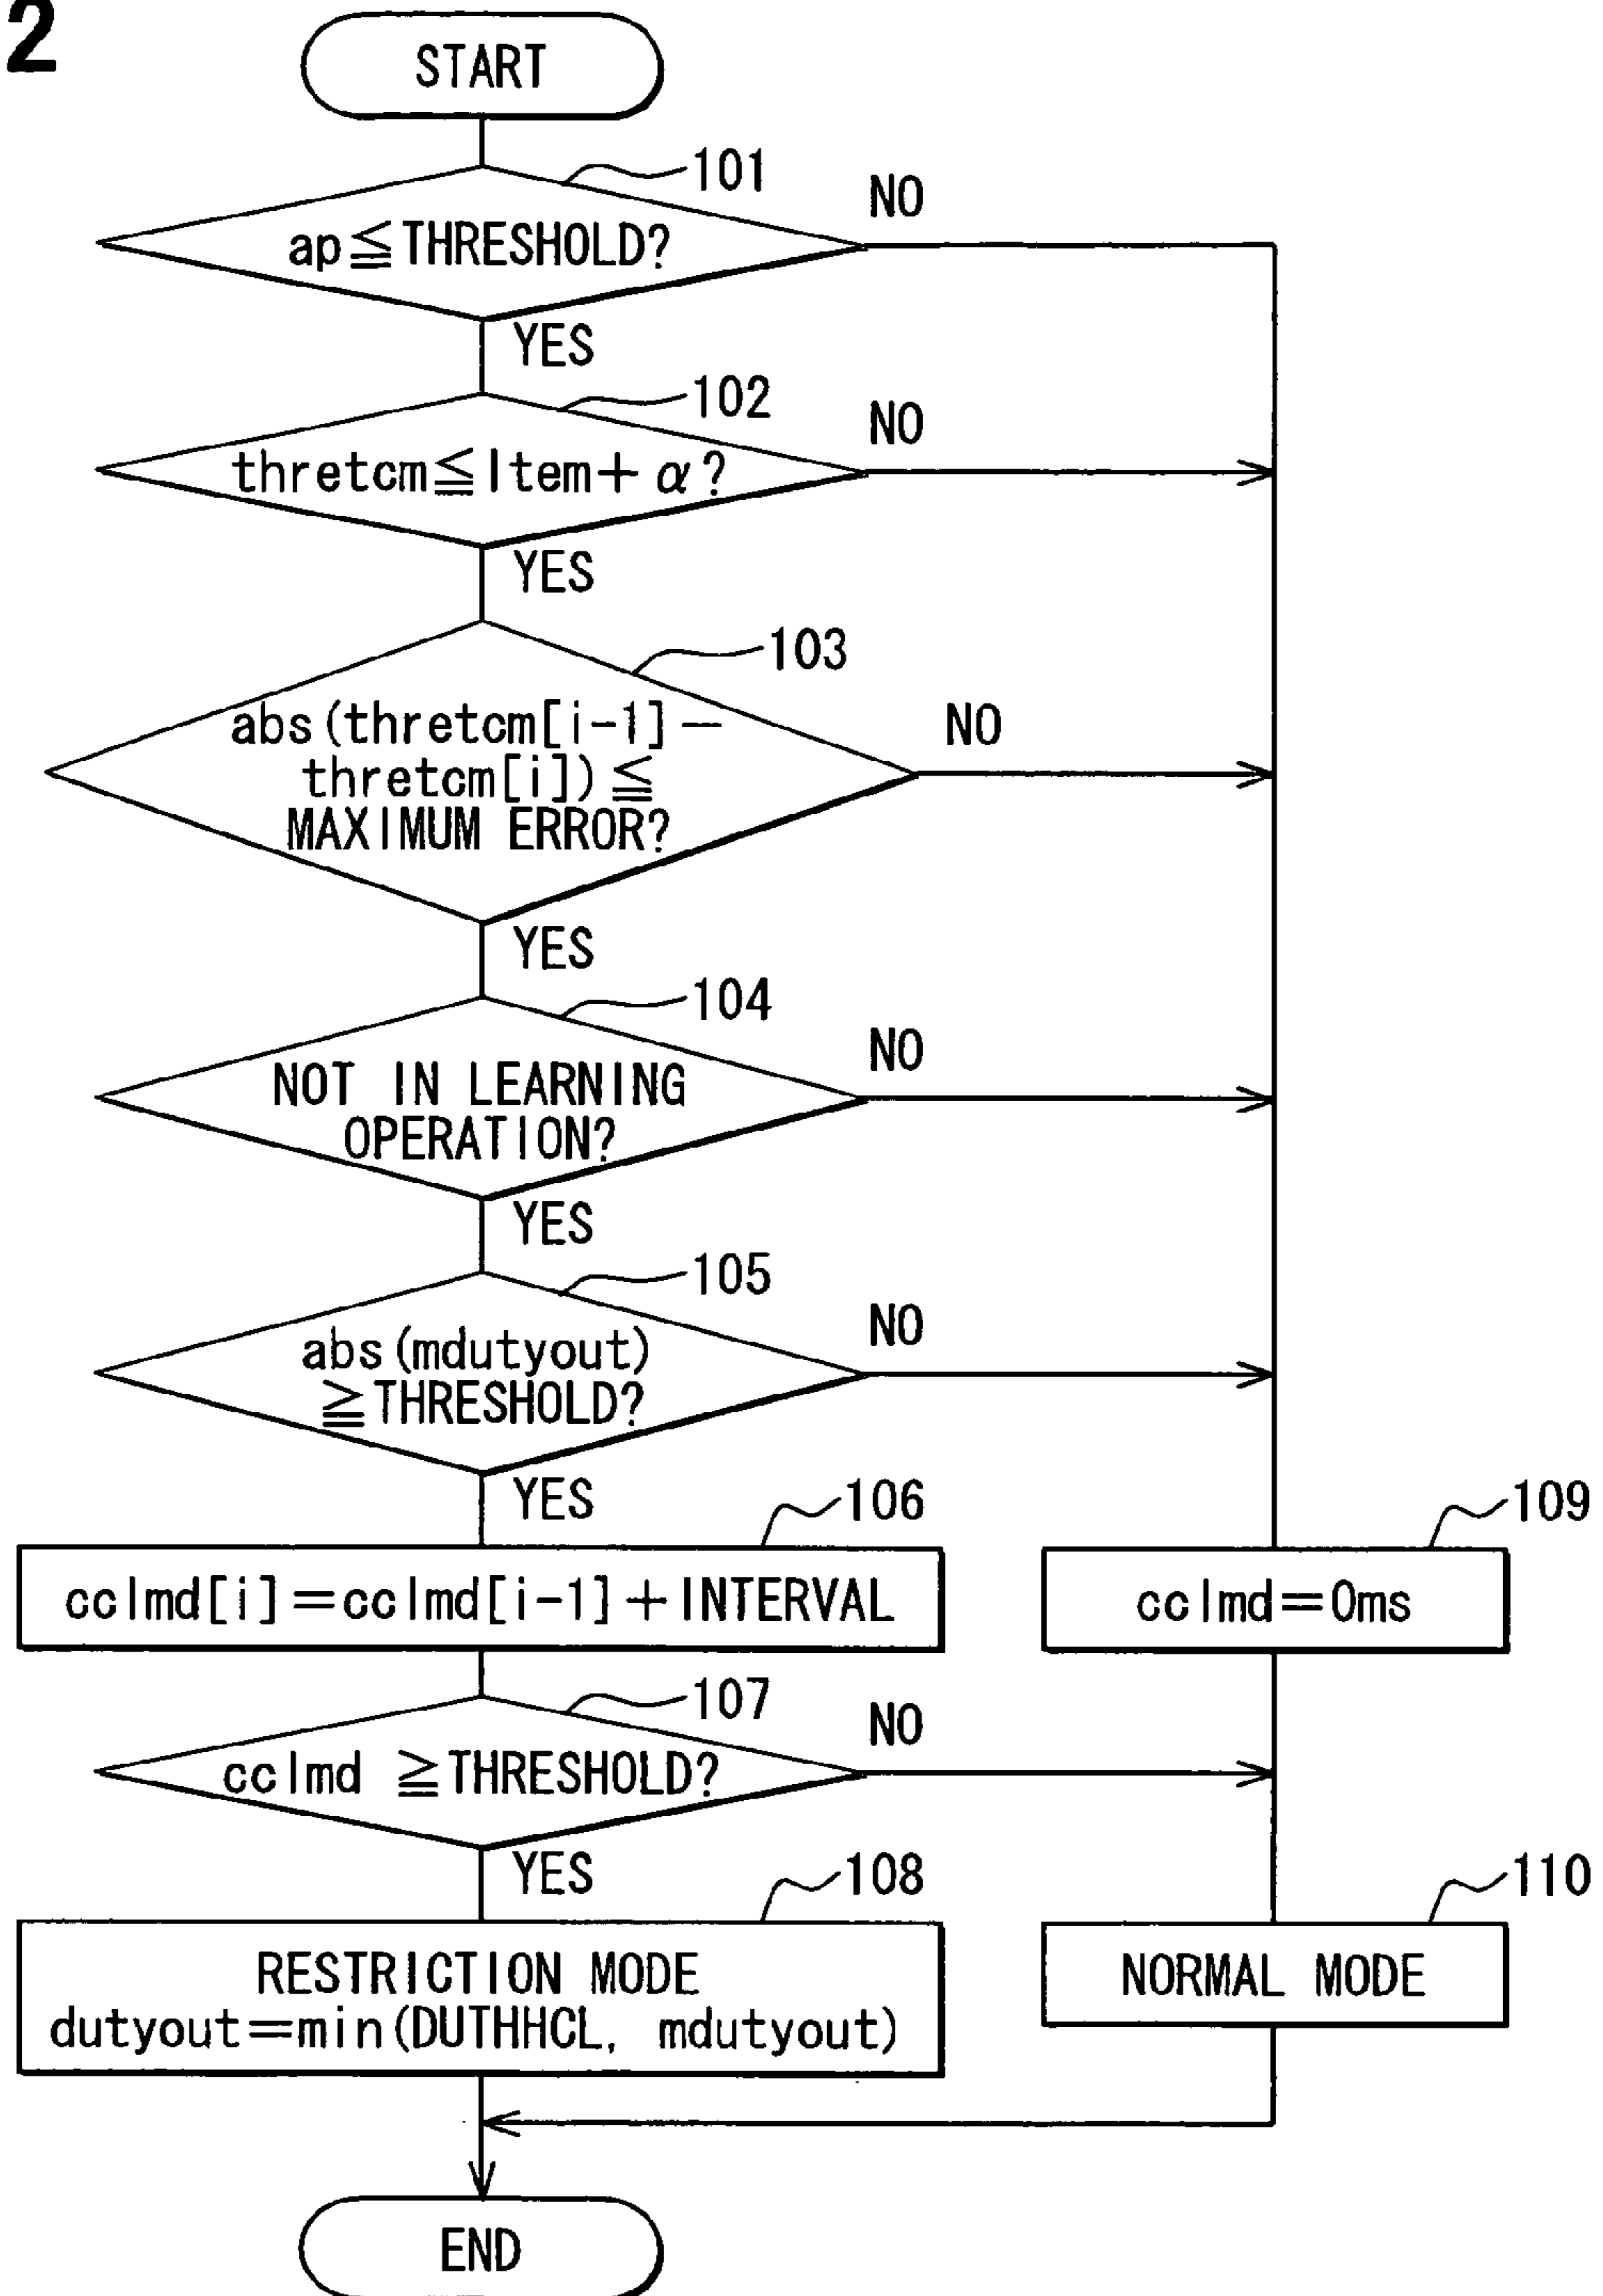 2
START
101
NO
ap≦THRESHOLD?
YES
102
NO
thretcm≦ltem+α?
YES
103
NO
abs(thretcm[i-1]−
thretcm[i])≦
MAXIMUM ERROR?
YES
104
NO
NOT IN LEARNING
OPERATION?
YES
105
NO
abs(mdutyout)
≧THRESHOLD?
YES
106
109
cclmd[i]=cclmd[i-1]+INTERVAL
cclmd=0ms
107
NO
cclmd ≧THRESHOLD?
YES
108
110
RESTRICTION MODE
dutyout=min(DUTHHCL, mdutyout)
NORMAL MODE
END